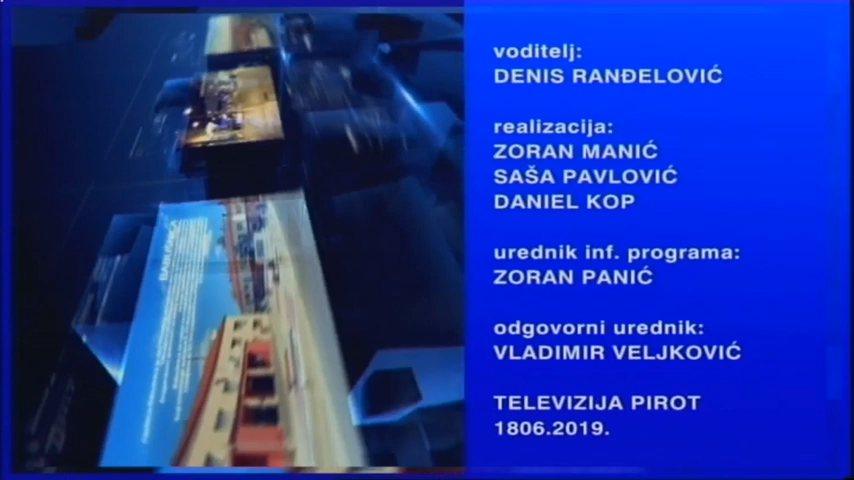 voditelj:
DENIS RANĐELOVIĆ
realizacija:
ZORAN MANIĆ
SAŠA PAVLOVIĆ
DANIEL KOP
urednik inf. programa:
ZORAN PANIĆ
odgovorni urednik:
VLADIMIR VELJKOVIĆ
TELEVIZIJA PIROT
1806.2019.